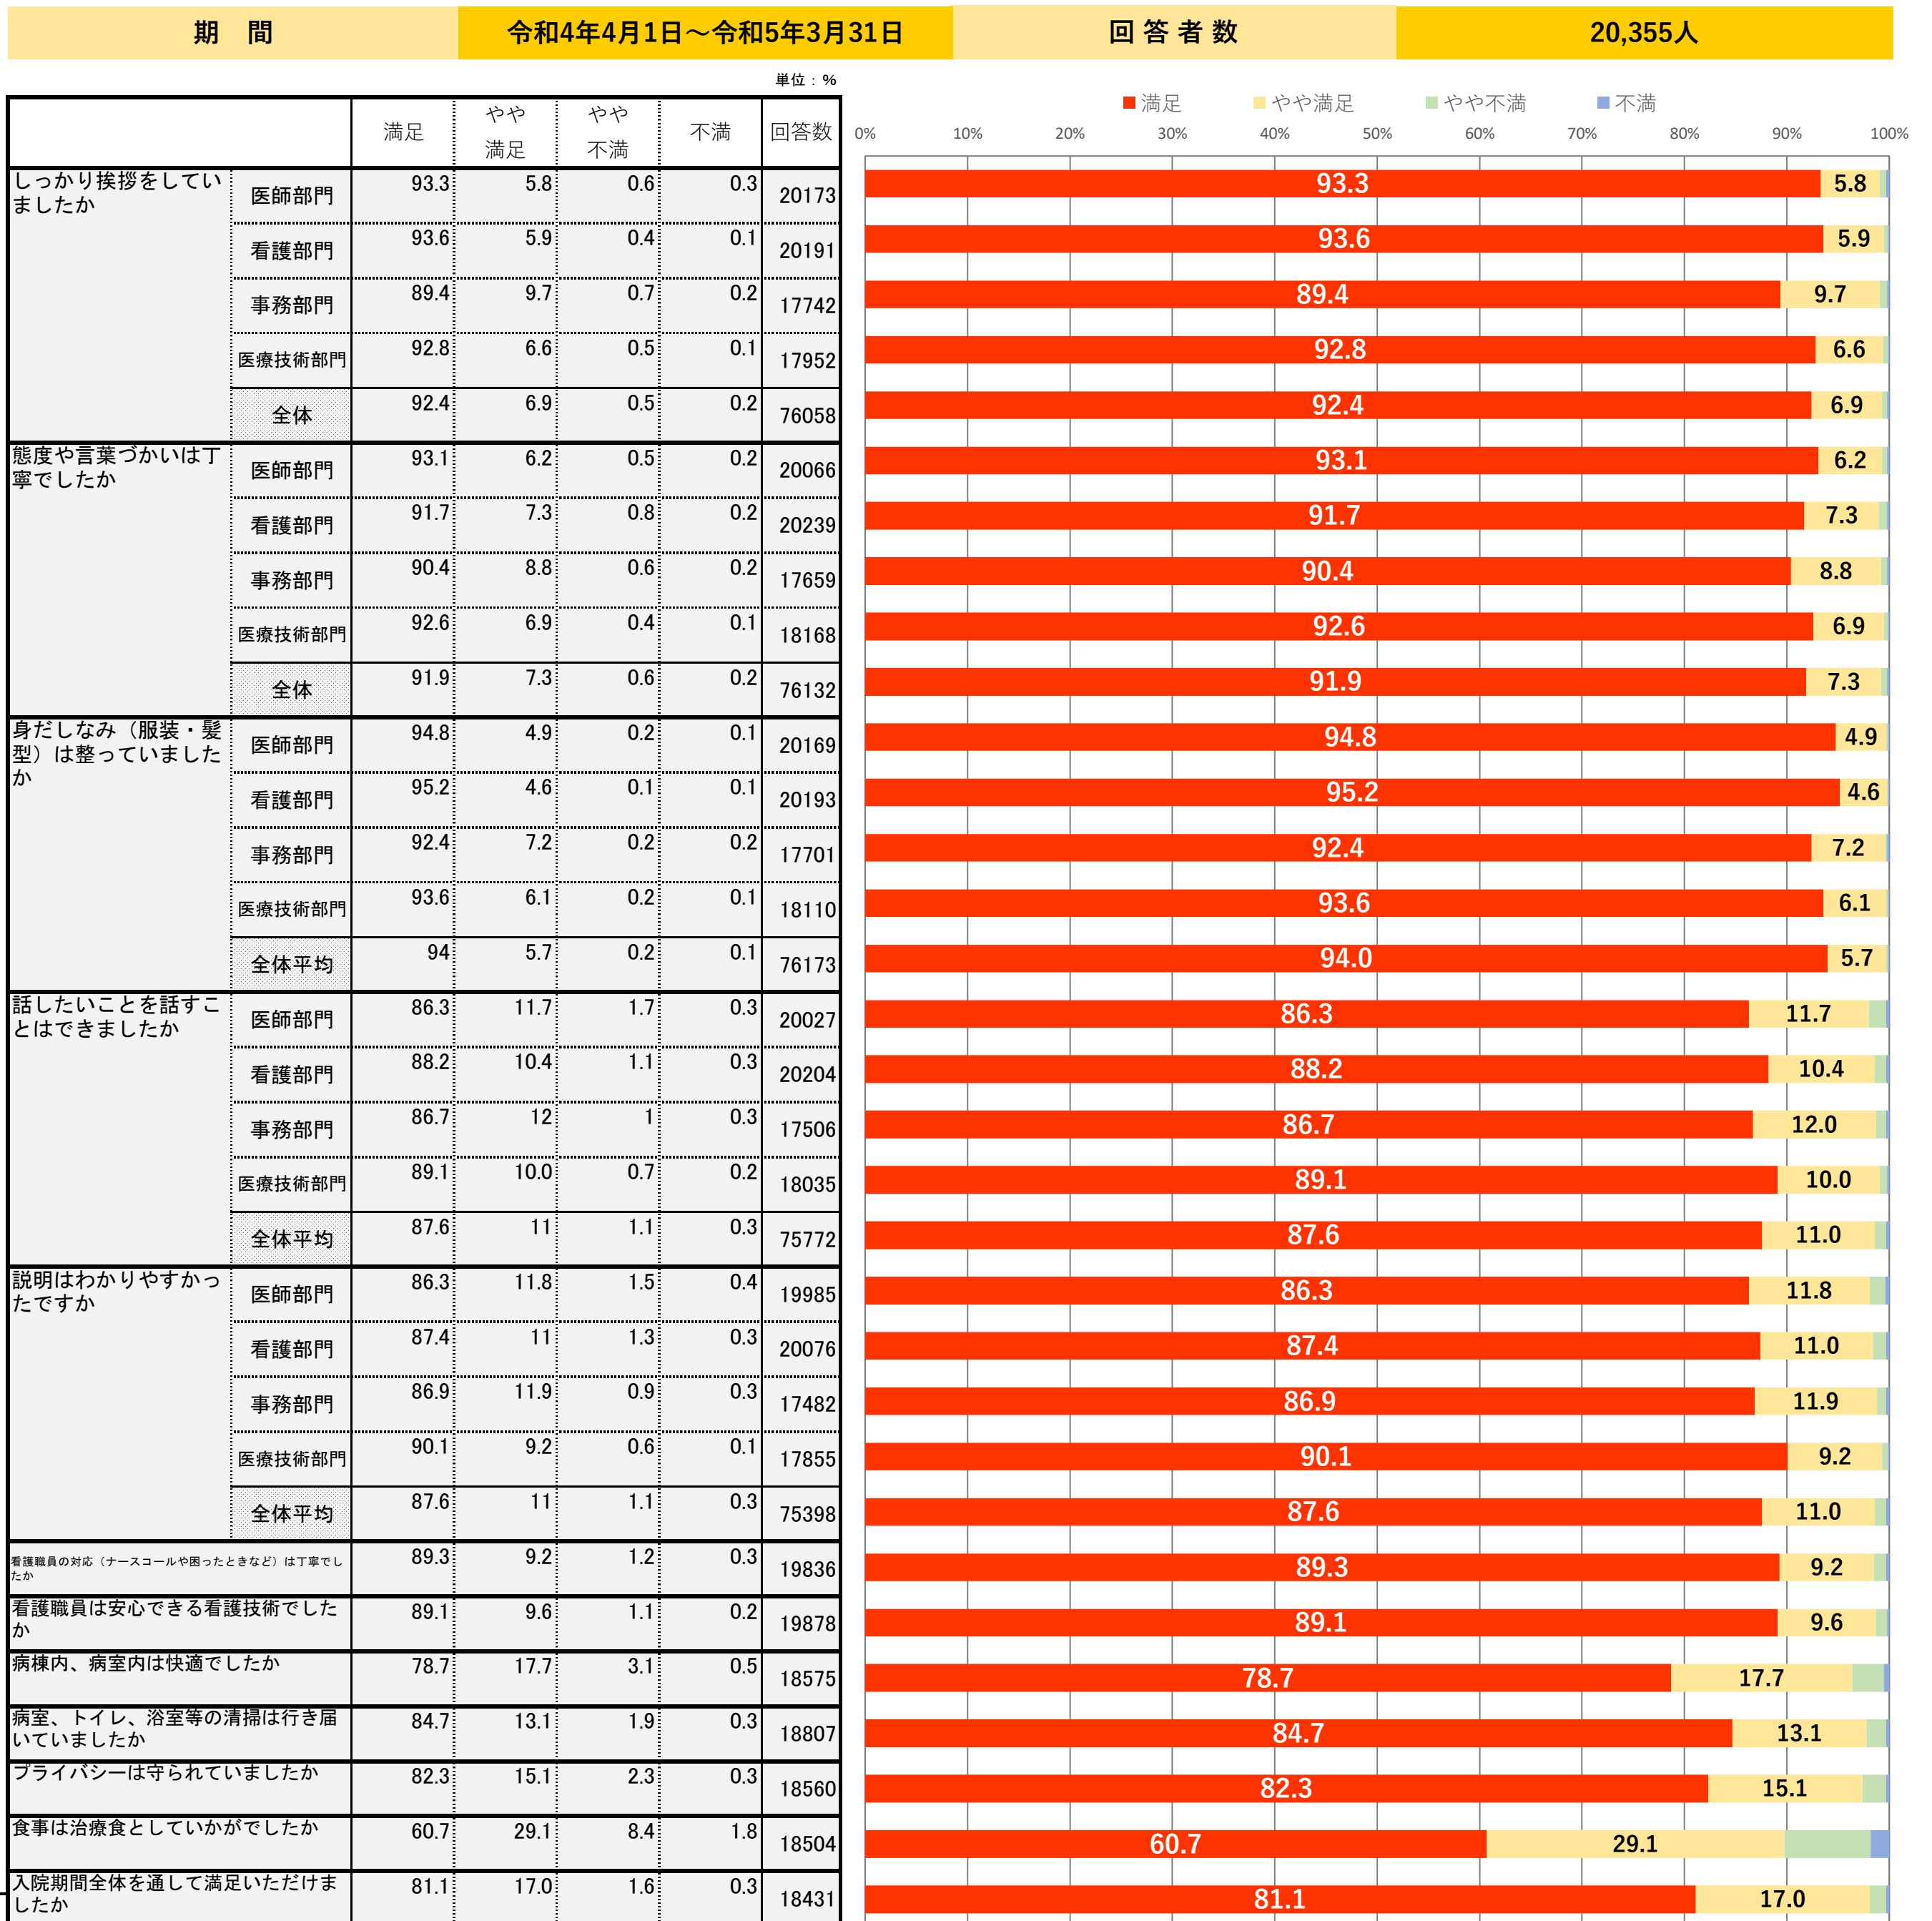 期　間 令和4年4月1日～令和5年3月31日 回 答 者 数 20,355人
単位：%
満足 やや満足 やや不満 不満 回答数
■満足 ■やや満足 ■やや不満 ■不満
0% 10% 20% 30% 40% 50% 60% 70% 80% 90% 100%
しっかり挨拶をしてい
ましたか
医師部門 93.3 5.8 0.6 0.3 20173 93.3 5.8
看護部門 93.6 5.9 0.4 0.1 20191 93.6 5.9
事務部門 89.4 9.7 0.7 0.2 17742 89.4 9.7
医療技術部門 92.8 6.6 0.5 0.1 17952 92.8 6.6
全体 92.4 6.9 0.5 0.2 76058 92.4 6.9
態度や言葉づかいは丁
寧でしたか
医師部門 93.1 6.2 0.5 0.2 20066 93.1 6.2
看護部門 91.7 7.3 0.8 0.2 20239 91.7 7.3
事務部門 90.4 8.8 0.6 0.2 17659 90.4 8.8
医療技術部門 92.6 6.9 0.4 0.1 18168 92.6 6.9
全体 91.9 7.3 0.6 0.2 76132 91.9 7.3
身だしなみ（服装・髪
型）は整っていました
か
医師部門 94.8 4.9 0.2 0.1 20169 94.8 4.9
看護部門 95.2 4.6 0.1 0.1 20193 95.2 4.6
事務部門 92.4 7.2 0.2 0.2 17701 92.4 7.2
医療技術部門 93.6 6.1 0.2 0.1 18110 93.6 6.1
全体平均 94 5.7 0.2 0.1 76173 94.0 5.7
話したいことを話すこ
とはできましたか
医師部門 86.3 11.7 1.7 0.3 20027 86.3 11.7
看護部門 88.2 10.4 1.1 0.3 20204 88.2 10.4
事務部門 86.7 12 1 0.3 17506 86.7 12.0
医療技術部門 89.1 10.0 0.7 0.2 18035 89.1 10.0
全体平均 87.6 11 1.1 0.3 75772 87.6 11.0
説明はわかりやすかっ
たですか
医師部門 86.3 11.8 1.5 0.4 19985 86.3 11.8
看護部門 87.4 11 1.3 0.3 20076 87.4 11.0
事務部門 86.9 11.9 0.9 0.3 17482 86.9 11.9
医療技術部門 90.1 9.2 0.6 0.1 17855 90.1 9.2
全体平均 87.6 11 1.1 0.3 75398 87.6 11.0
看護職員の対応（ナースコールや困ったときなど）は丁寧でし
たか
89.3 9.2 1.2 0.3 19836 89.3 9.2
看護職員は安心できる看護技術でした
か
89.1 9.6 1.1 0.2 19878 89.1 9.6
病棟内、病室内は快適でしたか
78.7 17.7 3.1 0.5 18575 78.7 17.7
病室、トイレ、浴室等の清掃は行き届
いていましたか
84.7 13.1 1.9 0.3 18807 84.7 13.1
プライバシーは守られていましたか
82.3 15.1 2.3 0.3 18560 82.3 15.1
食事は治療食としていかがでしたか
60.7 29.1 8.4 1.8 18504 60.7 29.1
入院期間全体を通して満足いただけま
したか
81.1 17.0 1.6 0.3 18431 81.1 17.0